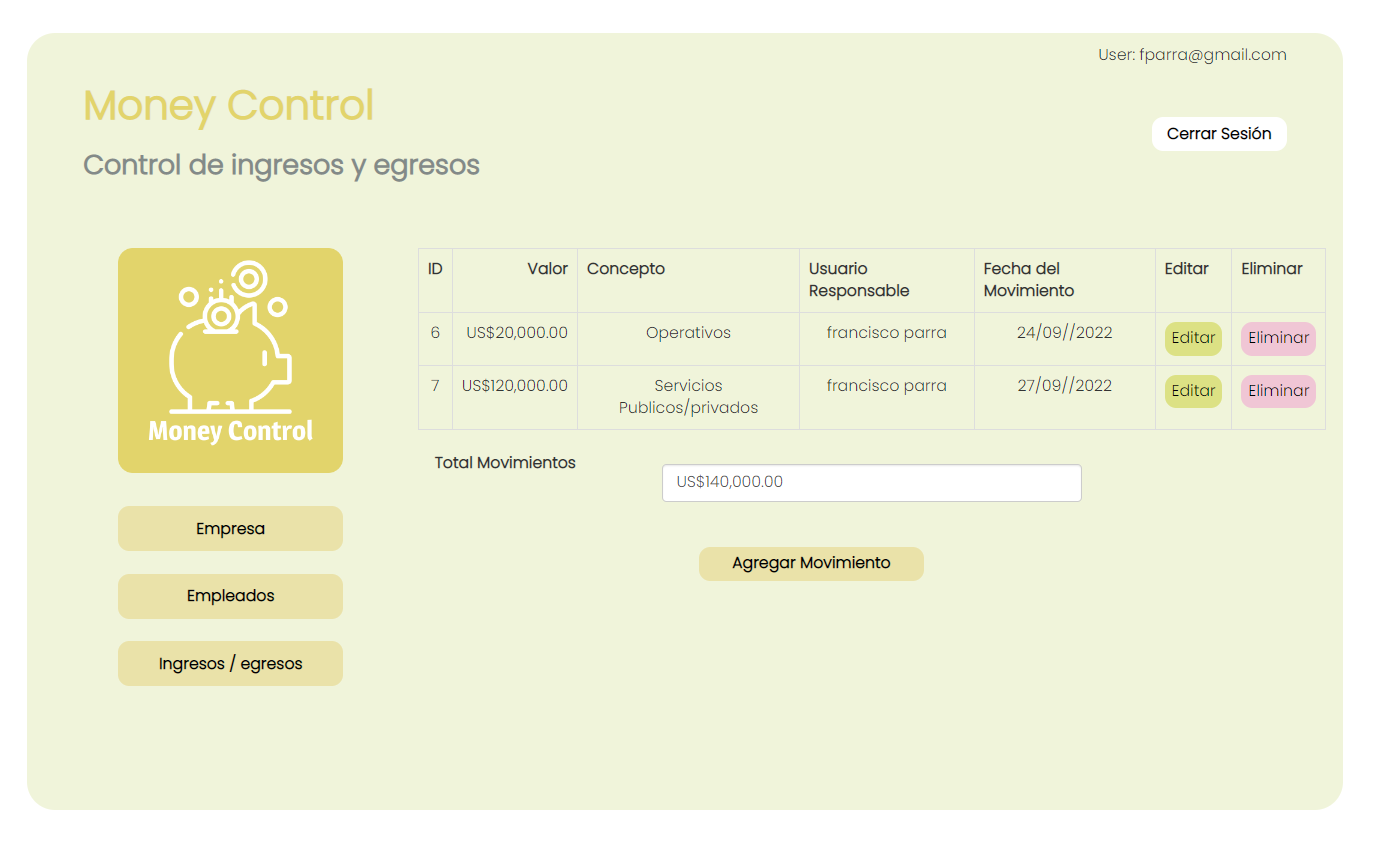 User: fparra@gmail.com
Money Control
Cerrar Sesión
Control de ingresos y egresos
Money Control
Empresa
Empleados
Ingresos / egresos
ID Valor Concepto Usuario Responsable Fecha del Movimiento Editar Eliminar
6 US$20,000.00 Operativos francisco parra 24/09//2022 Editar Eliminar
7 US$120,000.00 Servicios Publicos/privados francisco parra 27/09//2022 Editar Eliminar
Total Movimientos
US$140,000.00
Agregar Movimiento